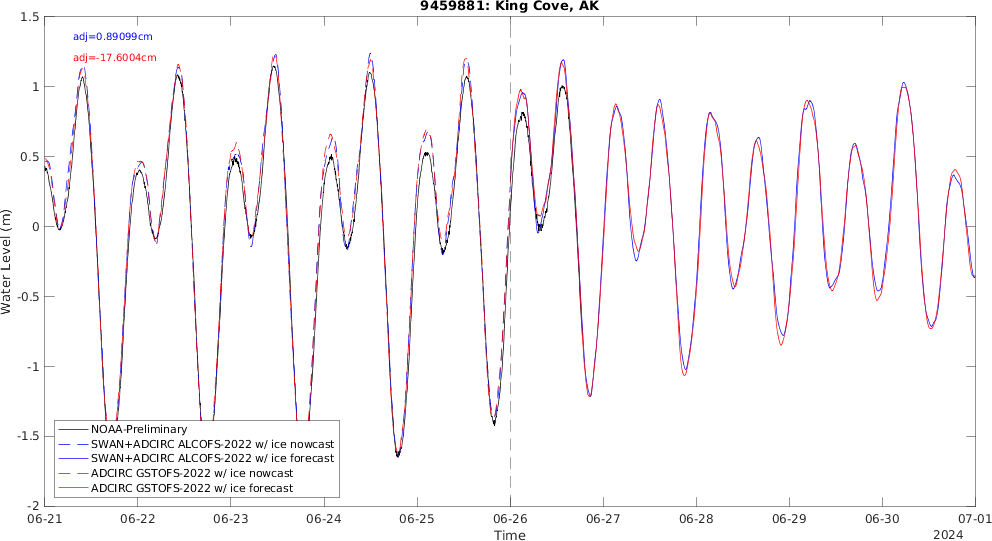 9459881: King Cove, AK
adj=0.89099cm
adj=-17.6004cm
1.5
1
0.5
0
-0.5
-1
-1.5
-2
Water Level (m)
NOAA-Preliminary
SWAN+ADCIRC ALCOFS-2022 w/ ice nowcast
SWAN+ADCIRC ALCOFS-2022 w/ ice forecast
ADCIRC GSTOFS-2022 w/ ice nowcast
ADCIRC GSTOFS-2022 w/ ice forecast
06-21 06-22 06-23 06-24 06-25 06-26 06-27 06-28 06-29 06-30 07-01
Time
2024